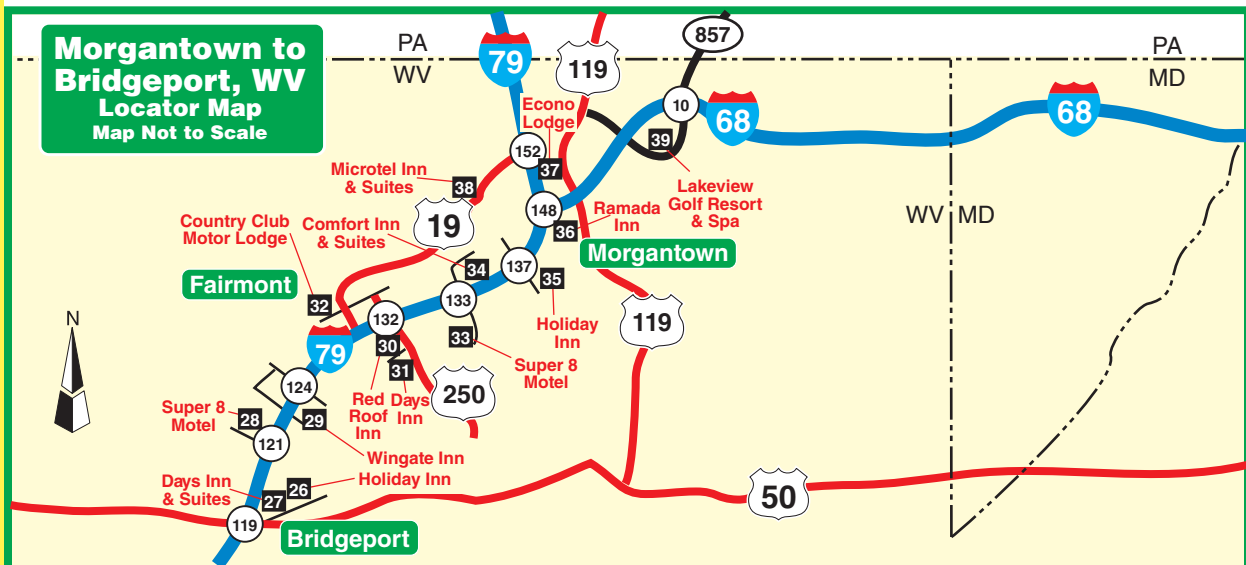 Morgantown to
Bridgeport, WV
Locator Map
Map Not to Scale
PA
WV
79
119
857
PA
MD
10
68
68
Econo
Lodge
39
152
37
Microtel Inn
& Suites
38
Lakeview
Golf Resort
& Spa
148
Ramada
Inn
36
WV
MD
19
Country Club
Motor Lodge
Comfort Inn
& Suites
Morgantown
34
137
35
Fairmont
32
133
132
Holiday
Inn
119
N
33
30
79
Super 8
Motel
31
124
250
Red
Roof
Inn
Days
Inn
Super 8
Motel
28
29
121
Wingate Inn
Holiday Inn
Days Inn
& Suites
26
27
50
119
Bridgeport